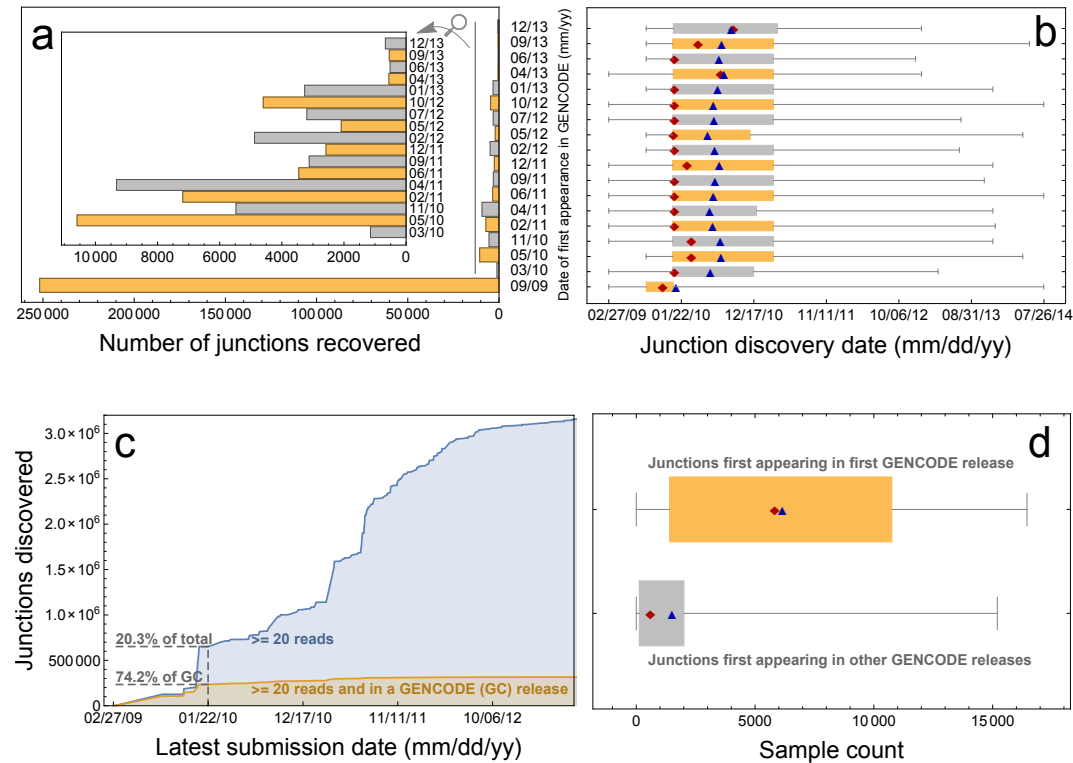 a
12/13
09/13
06/13
04/13
01/13
10/12
07/12
05/12
02/12
12/11
09/11
06/11
04/11
02/11
11/10
05/10
03/10
10 000 8000 6000 4000 2000 0
12/13
09/13
06/13
04/13
01/13
10/12
07/12
05/12
02/12
12/11
09/11
06/11
04/11
02/11
11/10
05/10
03/10
09/09
250 000 200 000 150 000 100 000 50 000 0
Number of junctions recovered
b
Date of first appearance in GENCODE (mm/yy)
02/27/09 01/22/10 12/17/10 11/11/11 10/06/12 08/31/13 07/26/14
Junction discovery date (mm/dd/yy)
c
Junctions discovered
3.0×10⁶
2.5×10⁶
2.0×10⁶
1.5×10⁶
1.0×10⁶
500 000
0
20.3% of total
>= 20 reads
74.2% of GC
>= 20 reads and in a GENCODE (GC) release
02/27/09 01/22/10 12/17/10 11/11/11 10/06/12
Latest submission date (mm/dd/yy)
d
Junctions first appearing in first GENCODE release
Junctions first appearing in other GENCODE releases
0 5000 10 000 15 000
Sample count